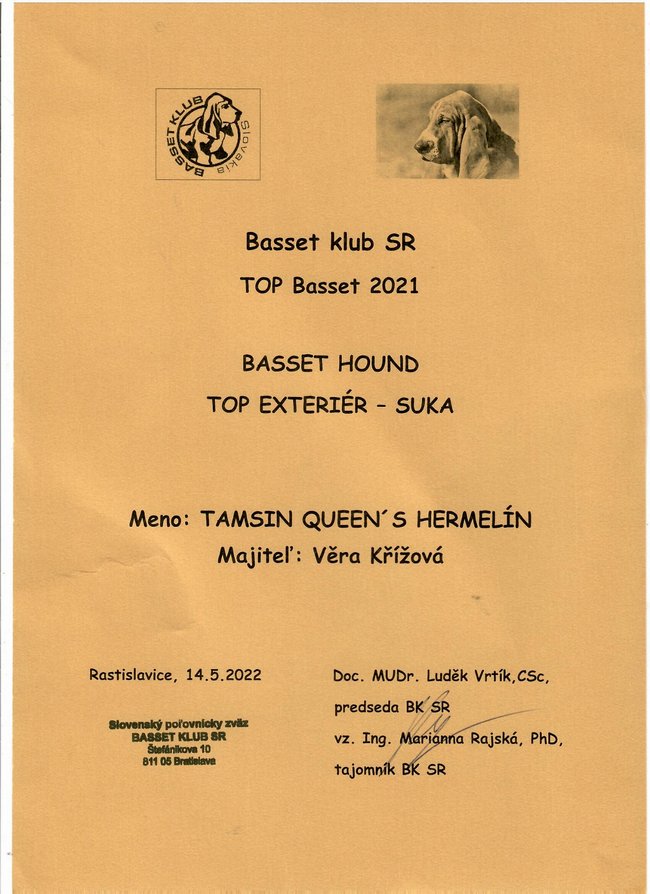 BASSET KLUB
Slovakia
Basset klub SR
TOP Basset 2021
BASSET HOUND
TOP EXTERIÉR – SUKA
Meno: TAMSIN QUEEN´S HERMELÍN
Majiteľ: Věra Křížová
Rastislavice, 14.5.2022
Slovenský poľovnicky zväz
BASSET KLUB SR
Štefánikova 10
811 05 Bratislava
Doc. MUDr. Luděk Vrtík,CSc,
predseda BK SR
vz. Ing. Marianna Rajská, PhD,
tajomník BK SR